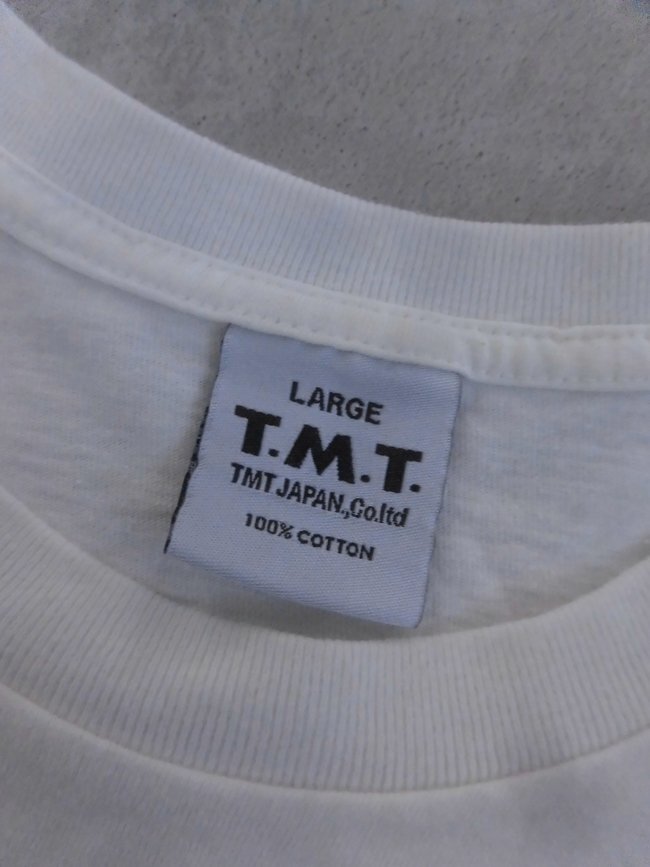 LARGE
T.M.T.
TMT JAPAN.,Co.ltd
100% COTTON